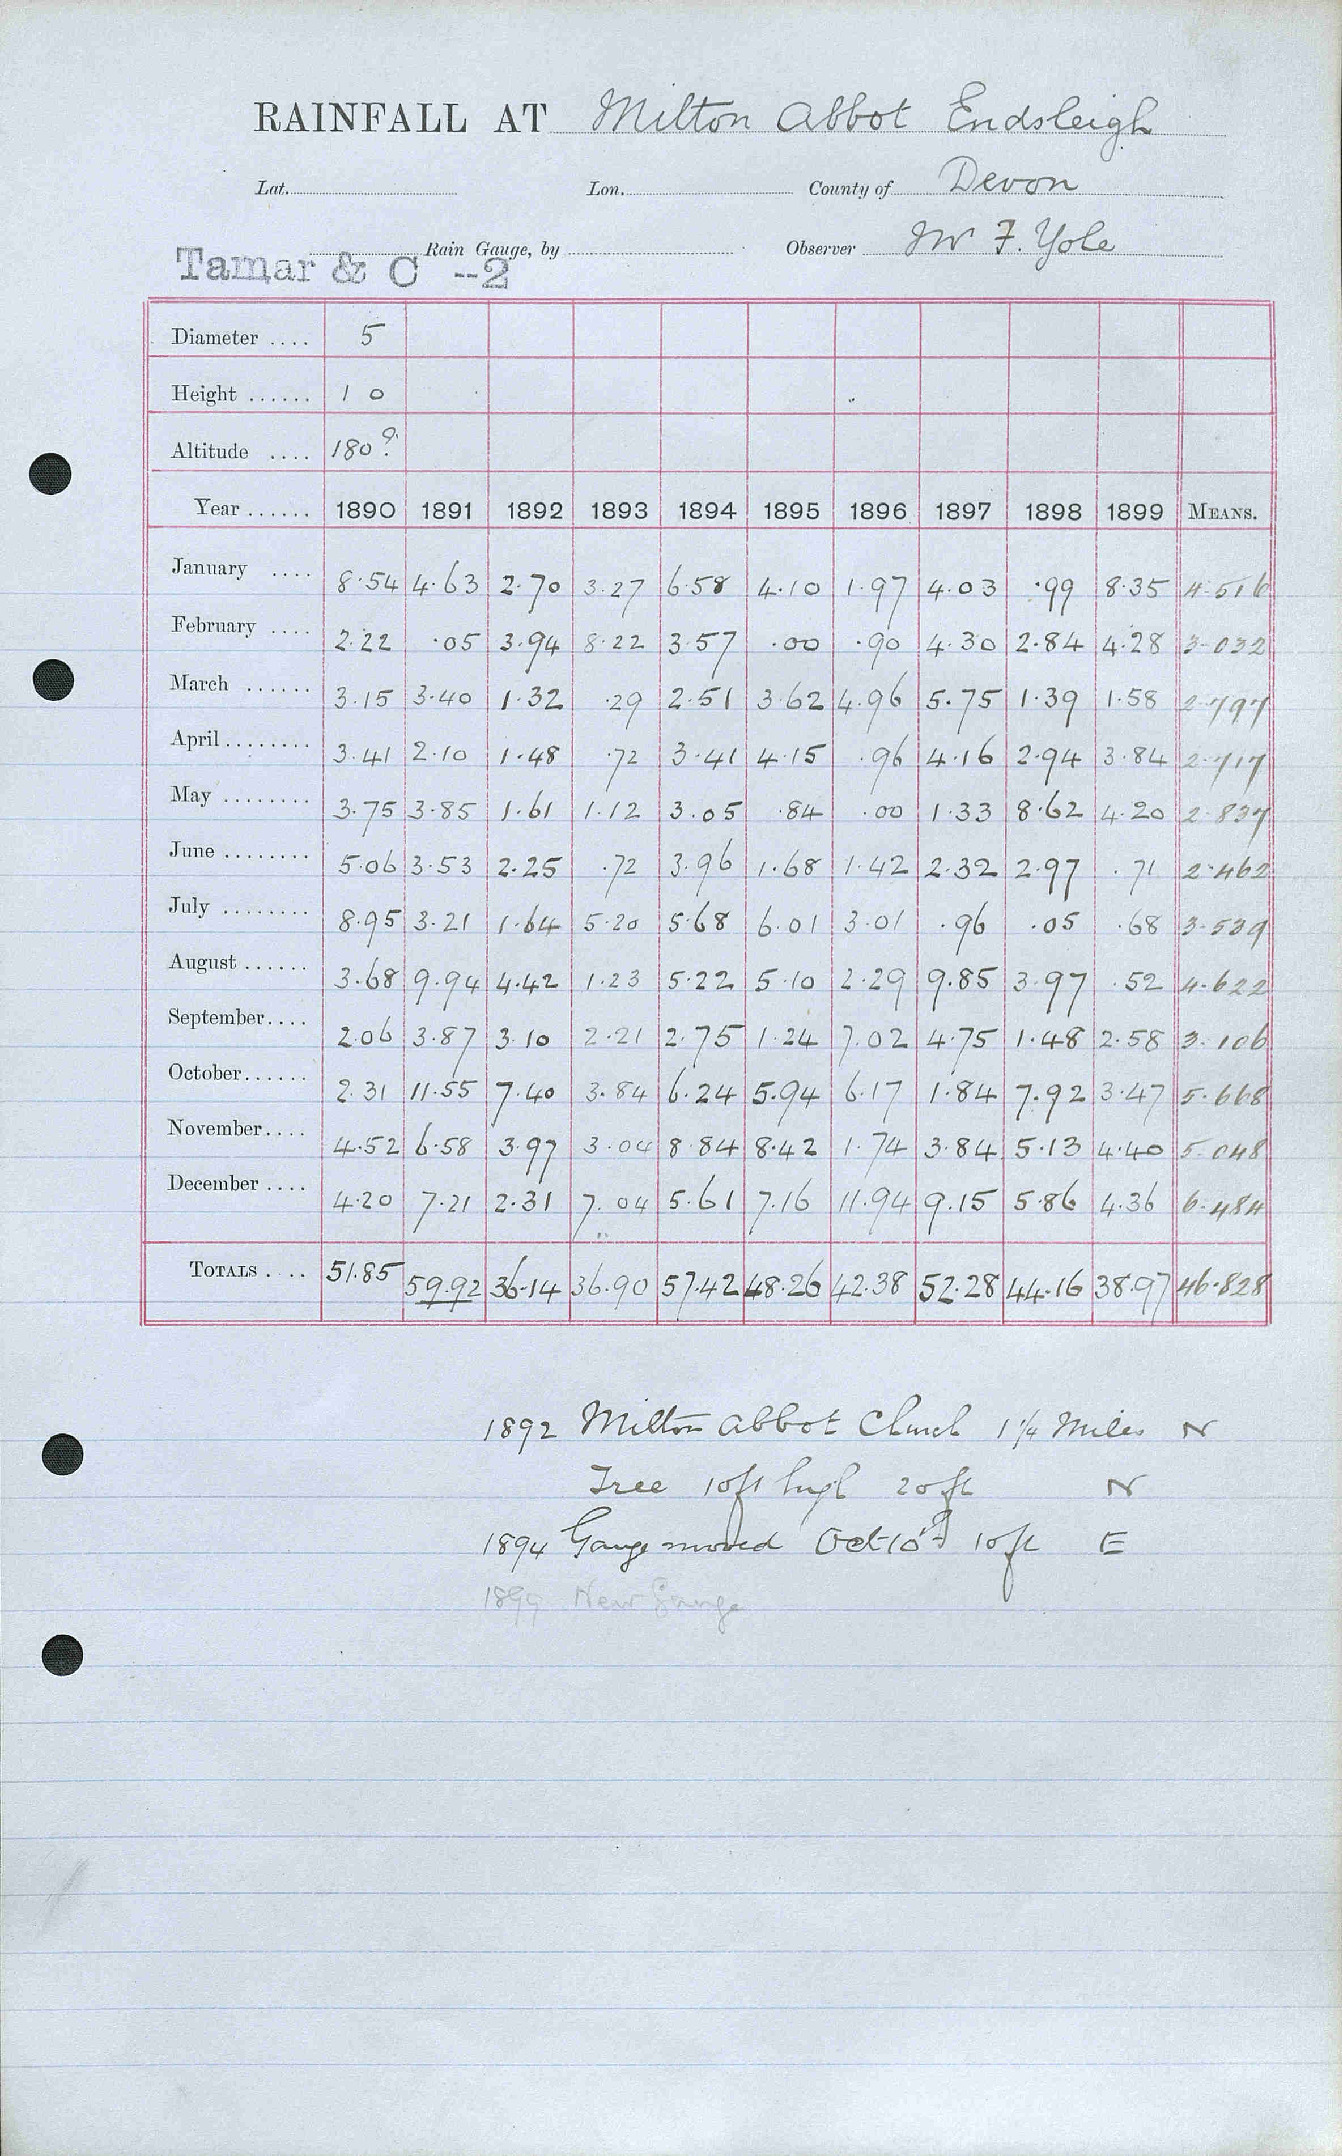 RAINFALL AT Milton Abbot Endsleigh
Lat. Lon. County of Devon
Rain Gauge, by Observer Mr F. Yole
Tamar & C --2
Diameter .... 5
Height ...... 1 0
Altitude .... 180?
Year ...... 1890 1891 1892 1893 1894 1895 1896 1897 1898 1899 MEANS.
January .... 8.54 4.63 2.70 3.27 6.58 4.10 1.97 4.03 .99 8.35 4.516
February .... 2.22 .05 3.94 8.22 3.57 .00 .90 4.30 2.84 4.28 3.032
March ...... 3.15 3.40 1.32 .29 2.51 3.62 4.96 5.75 1.39 1.58 2.797
April ........ 3.41 2.10 1.48 .72 3.41 4.15 .96 4.16 2.94 3.84 2.717
May ........ 3.75 3.85 1.61 1.12 3.05 .84 .00 1.33 8.62 4.20 2.837
June ........ 5.06 3.53 2.25 .72 3.96 1.68 1.42 2.32 2.97 .71 2.462
July ........ 8.95 3.21 1.64 5.20 5.68 6.01 3.01 .96 .05 .68 3.539
August ...... 3.68 9.94 4.42 1.23 5.22 5.10 2.29 9.85 3.97 .52 4.622
September .... 2.06 3.87 3.10 2.21 2.75 1.24 7.02 4.75 1.48 2.58 3.106
October ...... 2.31 11.55 7.40 3.84 6.24 5.94 6.17 1.84 7.92 3.47 5.668
November .... 4.52 6.58 3.97 3.04 8.84 8.42 1.74 3.84 5.13 4.40 5.048
December .... 4.20 7.21 2.31 7.04 5.61 7.16 11.94 9.15 5.86 4.36 6.484
TOTALS .... 51.85 59.92 36.14 36.90 57.42 48.26 42.38 52.28 44.16 38.97 46.828
1892 Milton Abbot Church 1 1/4 Miles N
Tree 10ft high 20ft N
1894 Gauge moved Oct 10th 10ft E
1899 New Gauge